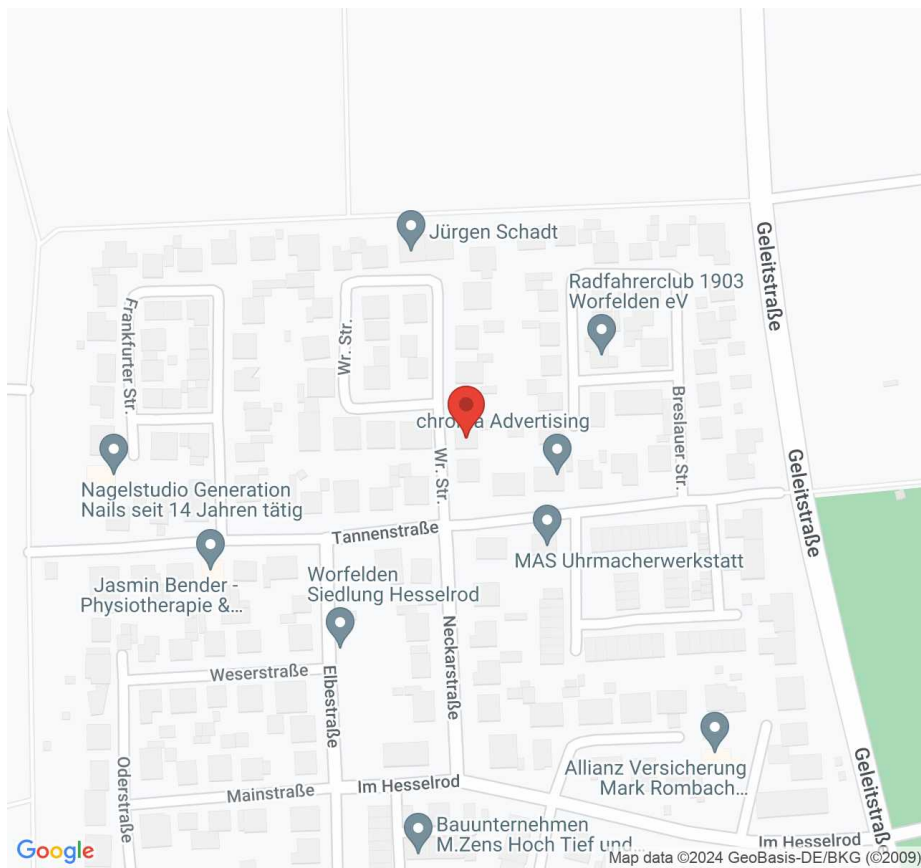 Jürgen Schadt
Radfahrerclub 1903
Worfelden eV
Geleitstraße
Frankfurter Str.
Wr. Str.
Breslauer Str.
Advertising
Wr. Str.
Geleitstraße
Nagelstudio Generation
Nails seit 14 Jahren tätig
Tannenstraße
MAS Uhrmacherwerkstatt
Jasmin Bender -
Physiotherapie &...
Worfelden
Siedlung Hesselrod
Neckarstraße
Weserstraße
Elbestraße
Oderstraße
Mainstraße
Im Hesselrod
Allianz Versicherung
Mark Rombach...
Geleitstraße
Bauunternehmen
M.Zens Hoch Tief und...
Im Hesselrod
Google
Map data ©2024 GeoBasis-DE/BKG (©2009)